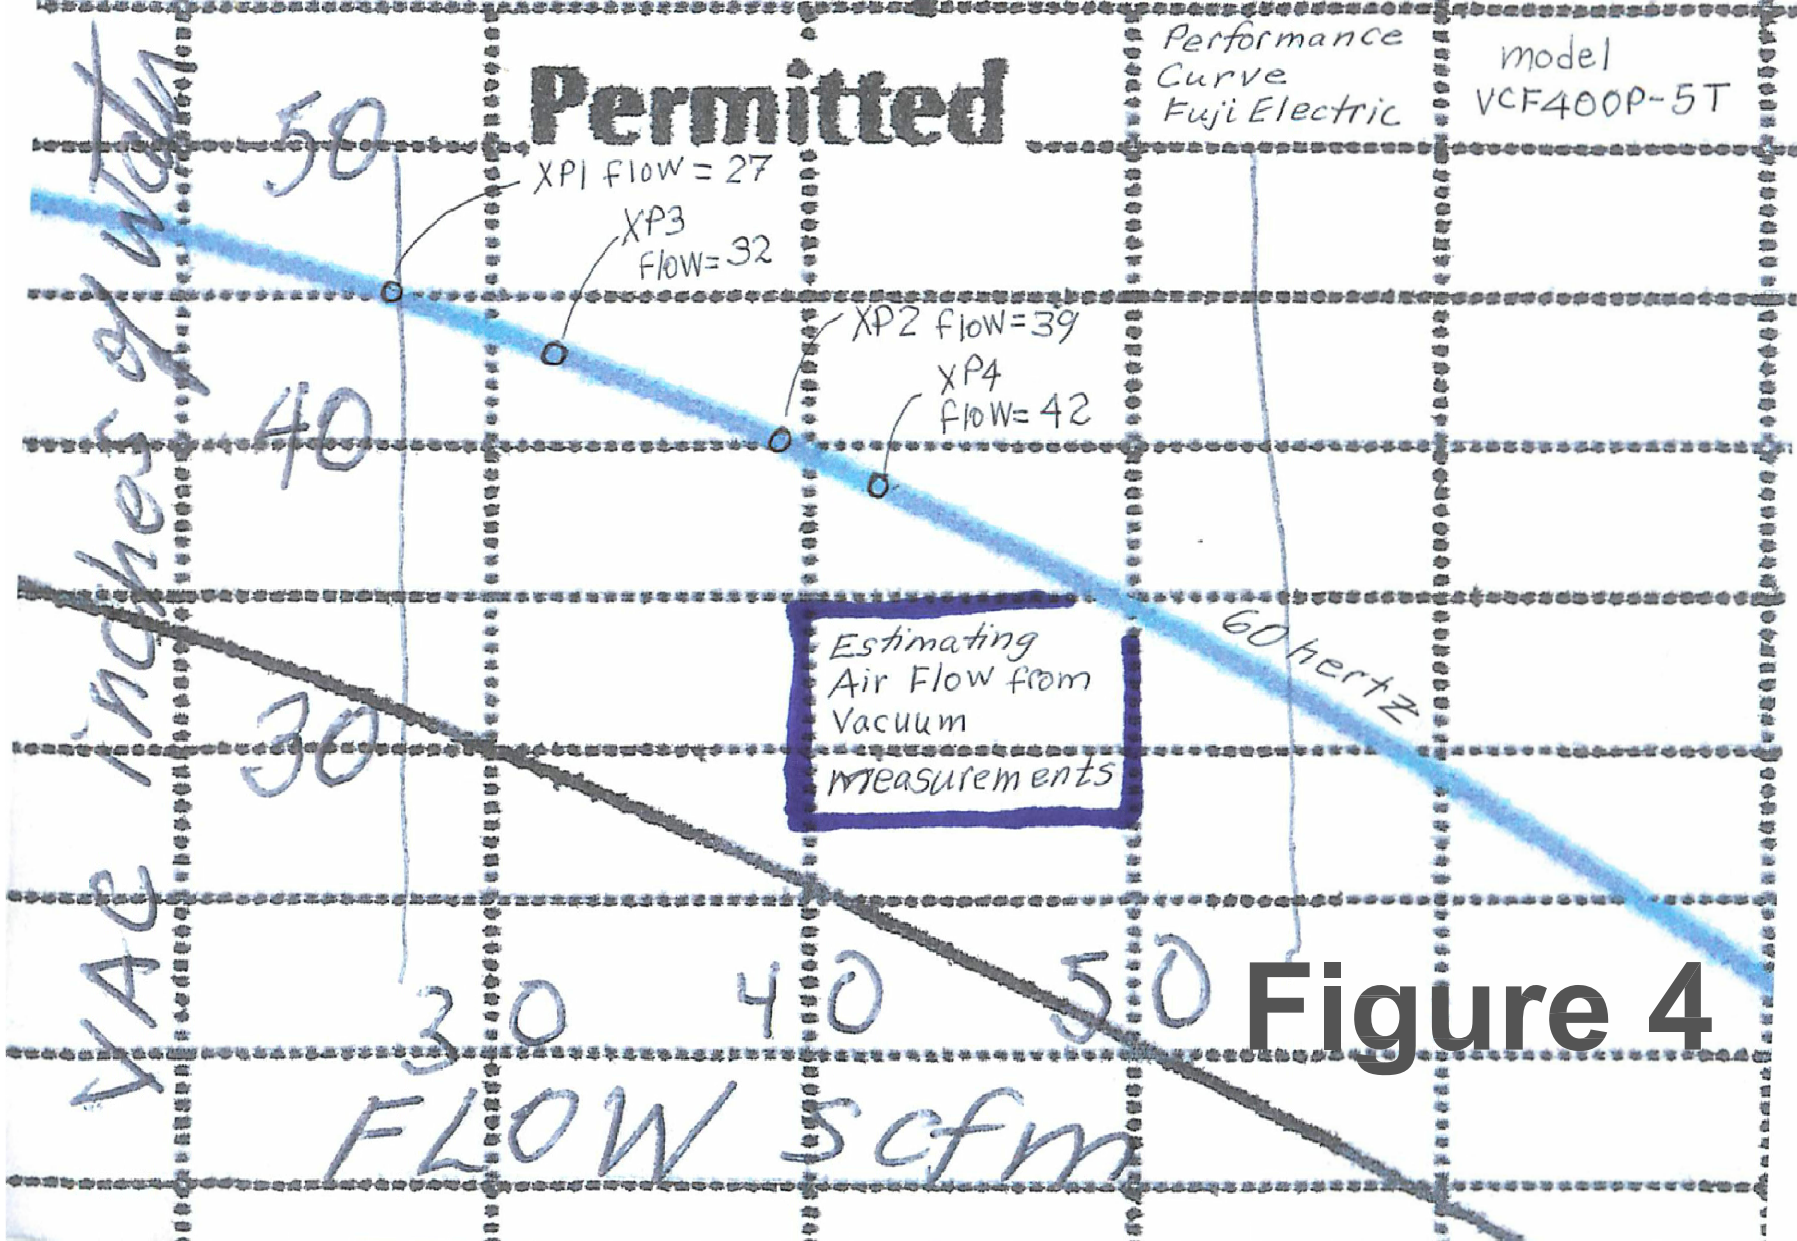 Permitted
Performance
Curve
Fuji Electric
model
VCF400P-5T
VAC inches of Water
50
XP1 flow = 27
XP3
flow=32
XP2 flow=39
XP4
flow=42
40
60 hertz
Estimating
Air Flow from
Vacuum
measurements
30
30 40 50
Figure 4
FLOW scfm